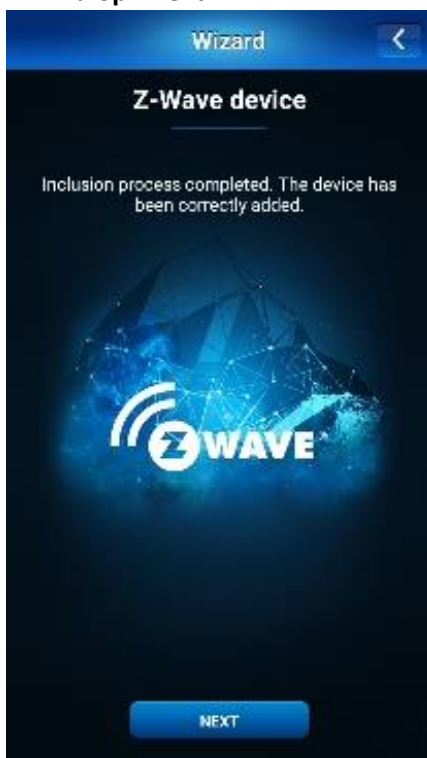 Wizard
Z-Wave device
Inclusion process completed. The device has
been correctly added.
Z WAVE
NEXT